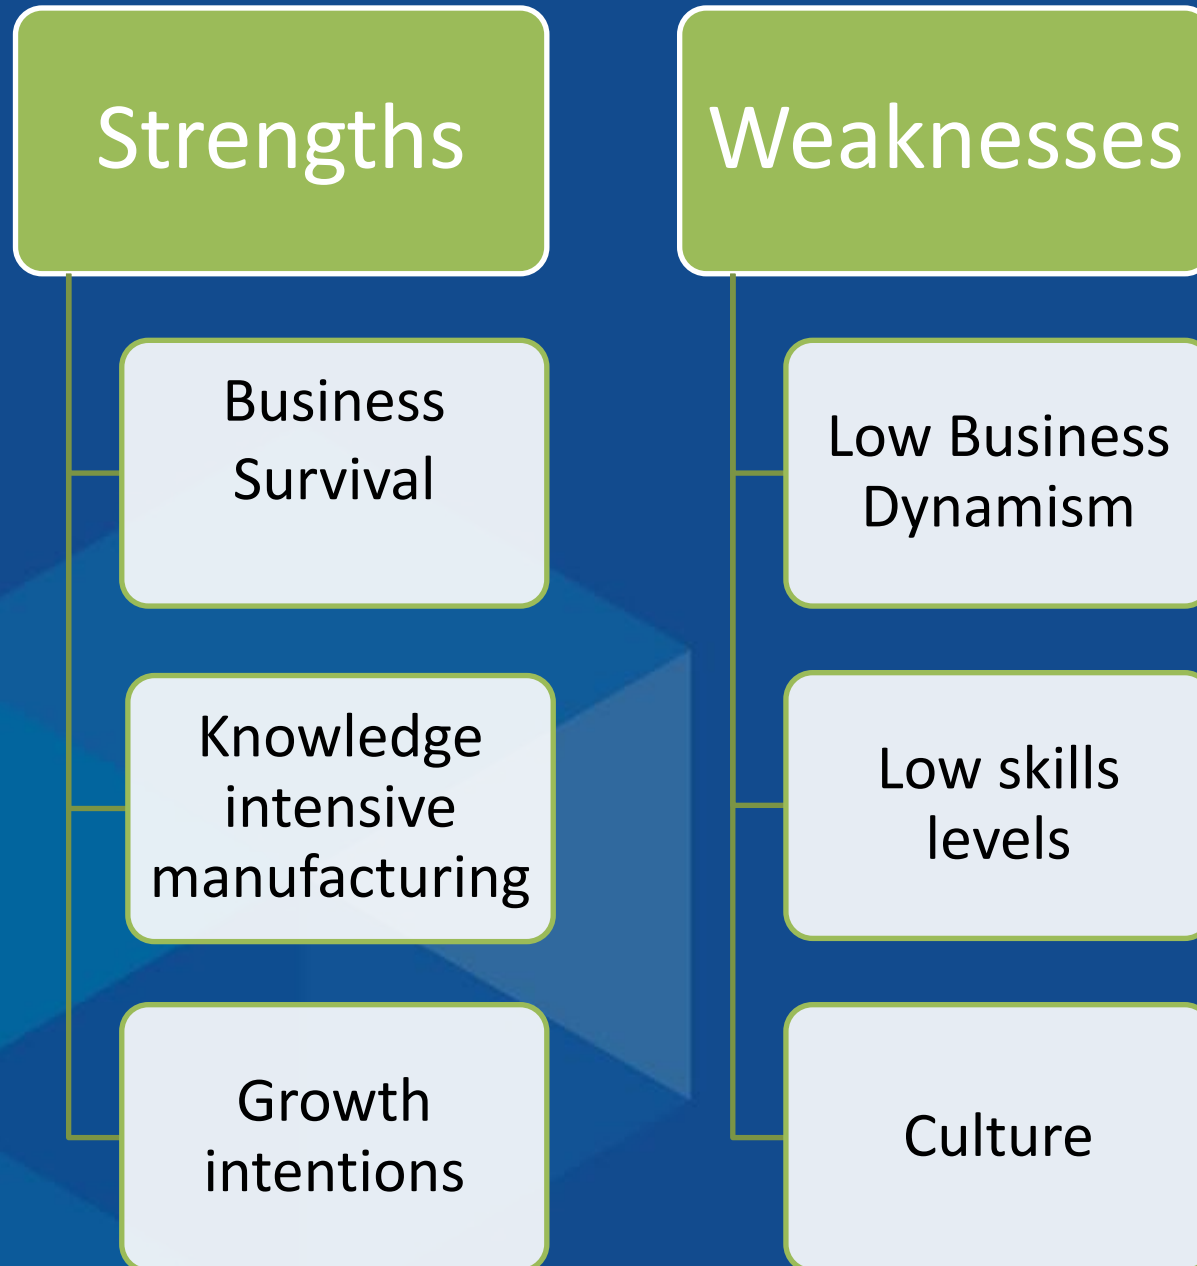 Strengths
Business
Survival
Knowledge
intensive
manufacturing
Growth
intentions
Weaknesses
Low Business
Dynamism
Low skills
levels
Culture